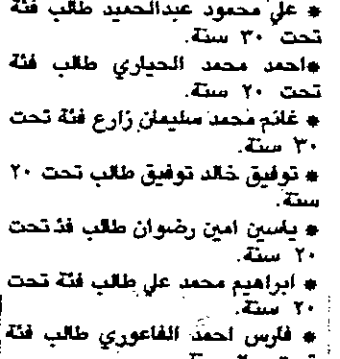 * علي محمود عبدالحميد طالب فئة
تحت ٣٠ سنة.
*احمد محمد الحياري طالب فئة
تحت ٢٠ سنة.
* غانم محمد سليمان زارع فئة تحت
٣٠ سنة.
* توفيق خالد توفيق طالب تحت ٢٠
سنة.
* ياسين امين رضوان طالب فئة تحت
٢٠ سنة.
* ابراهيم محمد علي طالب فئة تحت
٢٠ سنة.
* فارس احمد الفاعوري طالب فئة